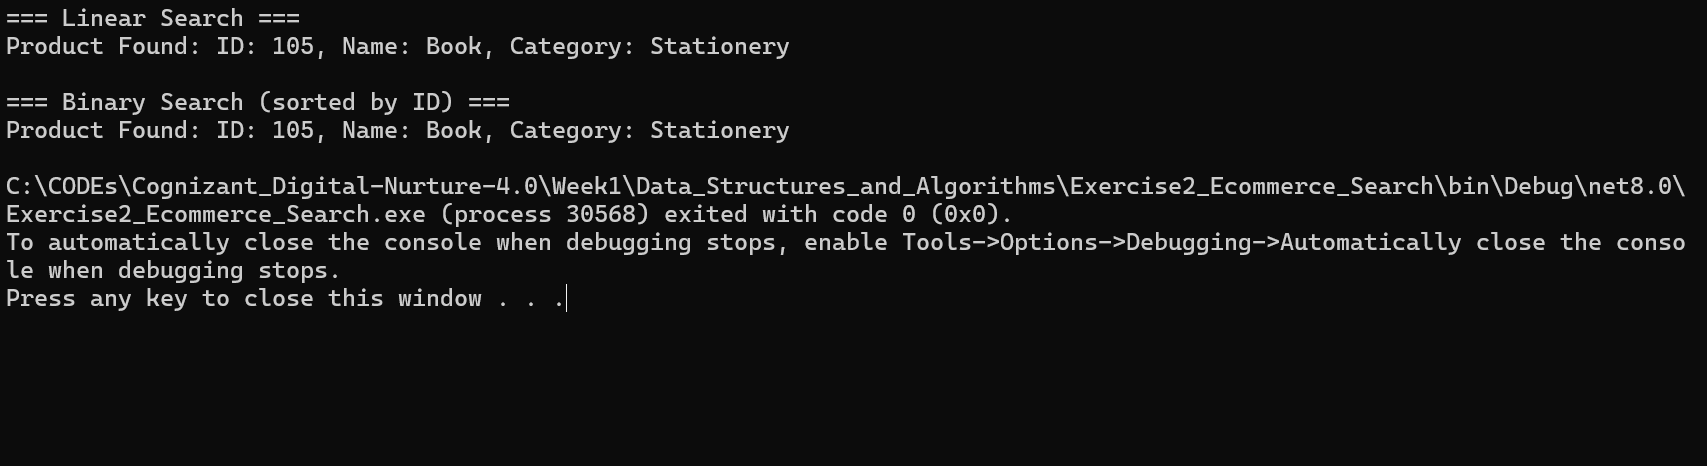 === Linear Search ===
Product Found: ID: 105, Name: Book, Category: Stationery
=== Binary Search (sorted by ID) ===
Product Found: ID: 105, Name: Book, Category: Stationery
C:\CODEs\Cognizant_Digital-Nurture-4.0\Week1\Data_Structures_and_Algorithms\Exercise2_Ecommerce_Search\bin\Debug\net8.0\
Exercise2_Ecommerce_Search.exe (process 30568) exited with code 0 (0x0).
To automatically close the console when debugging stops, enable Tools->Options->Debugging->Automatically close the conso
le when debugging stops.
Press any key to close this window . . .